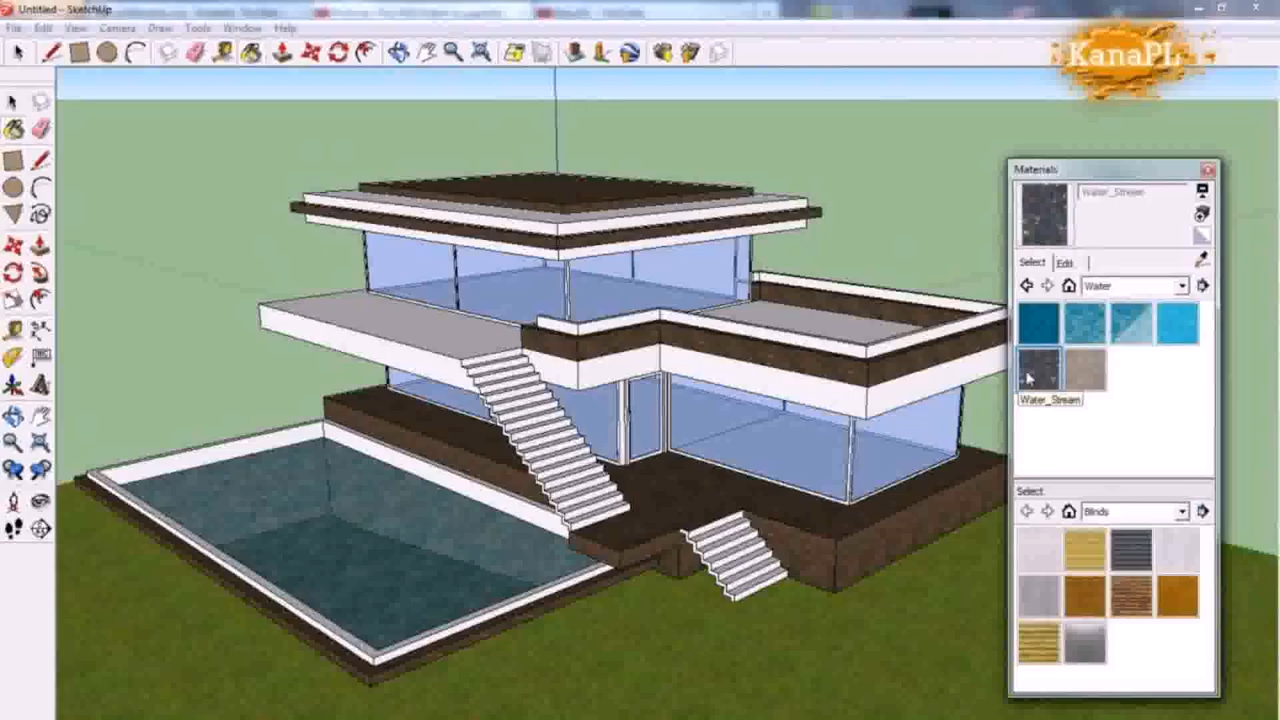 Untitled - SketchUp
File Edit View Camera Draw Tools Window Help
KanaPL
Materials
Water_Stream
Select Edit
Water
Water_Stream
Select
Blinds